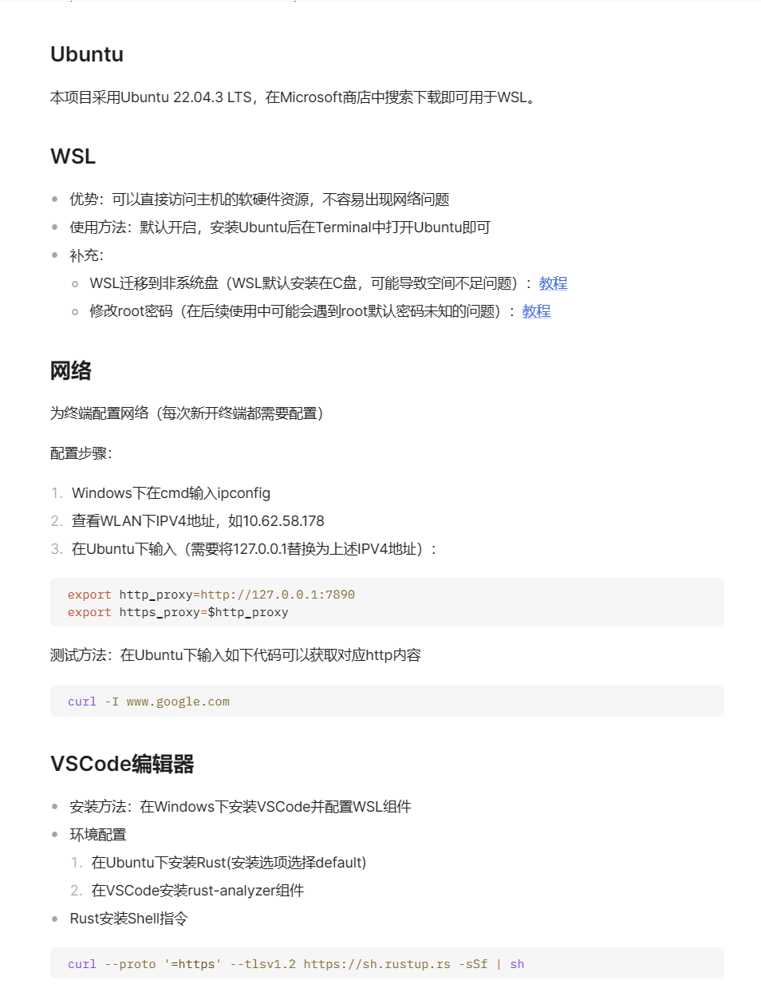 Ubuntu
本项目采用Ubuntu 22.04.3 LTS，在Microsoft商店中搜索下载即可用于WSL。
WSL
优势：可以直接访问主机的软硬件资源，不容易出现网络问题
使用方法：默认开启，安装Ubuntu后在Terminal中打开Ubuntu即可
补充：
WSL迁移到非系统盘（WSL默认安装在C盘，可能导致空间不足问题）：教程
修改root密码（在后续使用中可能会遇到root默认密码未知的问题）：教程
网络
为终端配置网络（每次新开终端都需要配置）
配置步骤：
1. Windows下在cmd输入ipconfig
2. 查看WLAN下IPV4地址，如10.62.58.178
3. 在Ubuntu下输入（需要将127.0.0.1替换为上述IPV4地址）：
export http_proxy=http://127.0.0.1:7890
export https_proxy=$http_proxy
测试方法：在Ubuntu下输入如下代码可以获取对应http内容
curl -I www.google.com
VSCode编辑器
安装方法：在Windows下安装VSCode并配置WSL组件
环境配置
1. 在Ubuntu下安装Rust(安装选项选择default)
2. 在VSCode安装rust-analyzer组件
Rust安装Shell指令
curl --proto '=https' --tlsv1.2 https://sh.rustup.rs -sSf | sh